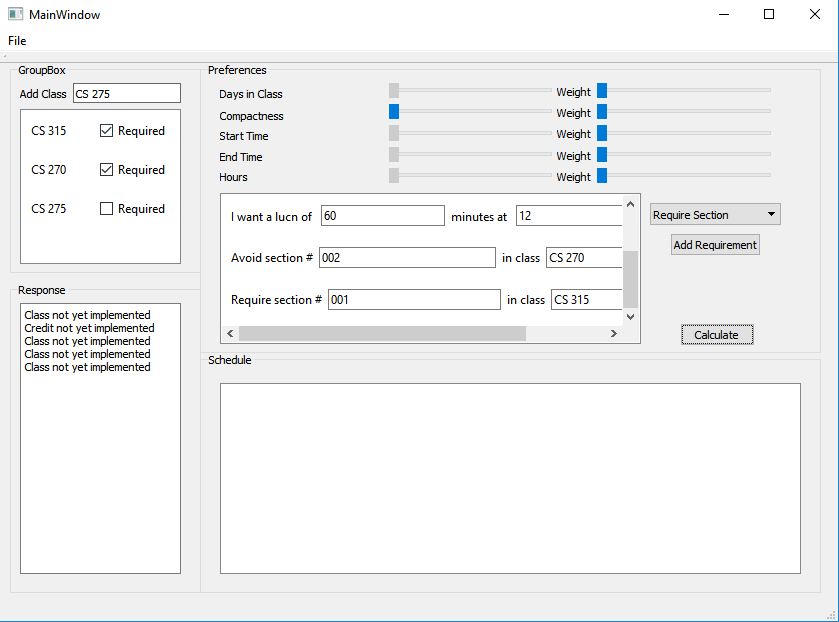 MainWindow
File
GroupBox
Add Class CS 275
CS 315 Required
CS 270 Required
CS 275 Required
Response
Class not yet implemented
Credit not yet implemented
Class not yet implemented
Class not yet implemented
Class not yet implemented
Preferences
Days in Class Weight
Compactness Weight
Start Time Weight
End Time Weight
Hours Weight
I want a lucn of 60 minutes at 12
Avoid section # 002 in class CS 270
Require section # 001 in class CS 315
Require Section
Add Requirement
Calculate
Schedule